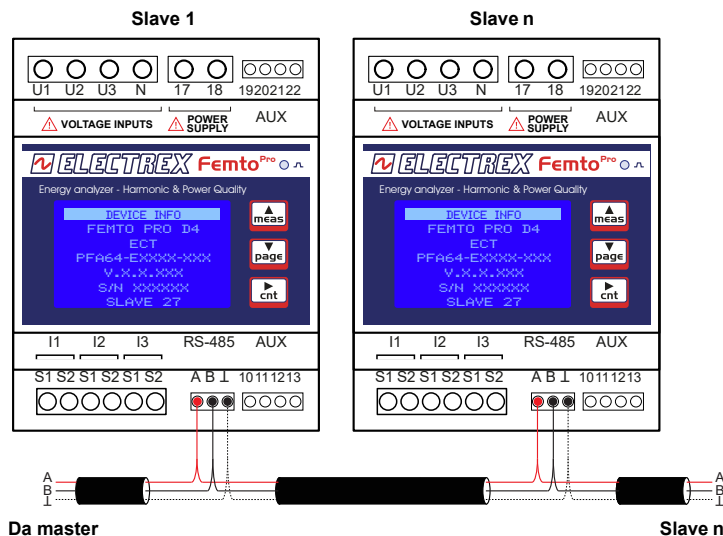 Slave 1
U1 U2 U3 N 17 18 19202122
VOLTAGE INPUTS POWER SUPPLY AUX
ELECTREX Femto Pro
Energy analyzer - Harmonic & Power Quality
DEVICE INFO
FEMTO PRO D4
ECT
PFA64-EXXXX-XXX
V.X.X.XXX
S/N XXXXXX
SLAVE 27
meas
page
cnt
I1 I2 I3 RS-485 AUX
S1 S2 S1 S2 S1 S2 A B ⊥ 10111213
Slave n
U1 U2 U3 N 17 18 19202122
VOLTAGE INPUTS POWER SUPPLY AUX
ELECTREX Femto Pro
Energy analyzer - Harmonic & Power Quality
DEVICE INFO
FEMTO PRO D4
ECT
PFA64-EXXXX-XXX
V.X.X.XXX
S/N XXXXXX
SLAVE 27
meas
page
cnt
I1 I2 I3 RS-485 AUX
S1 S2 S1 S2 S1 S2 A B ⊥ 10111213
A
B
⊥
Da master
A
B
⊥
Slave n